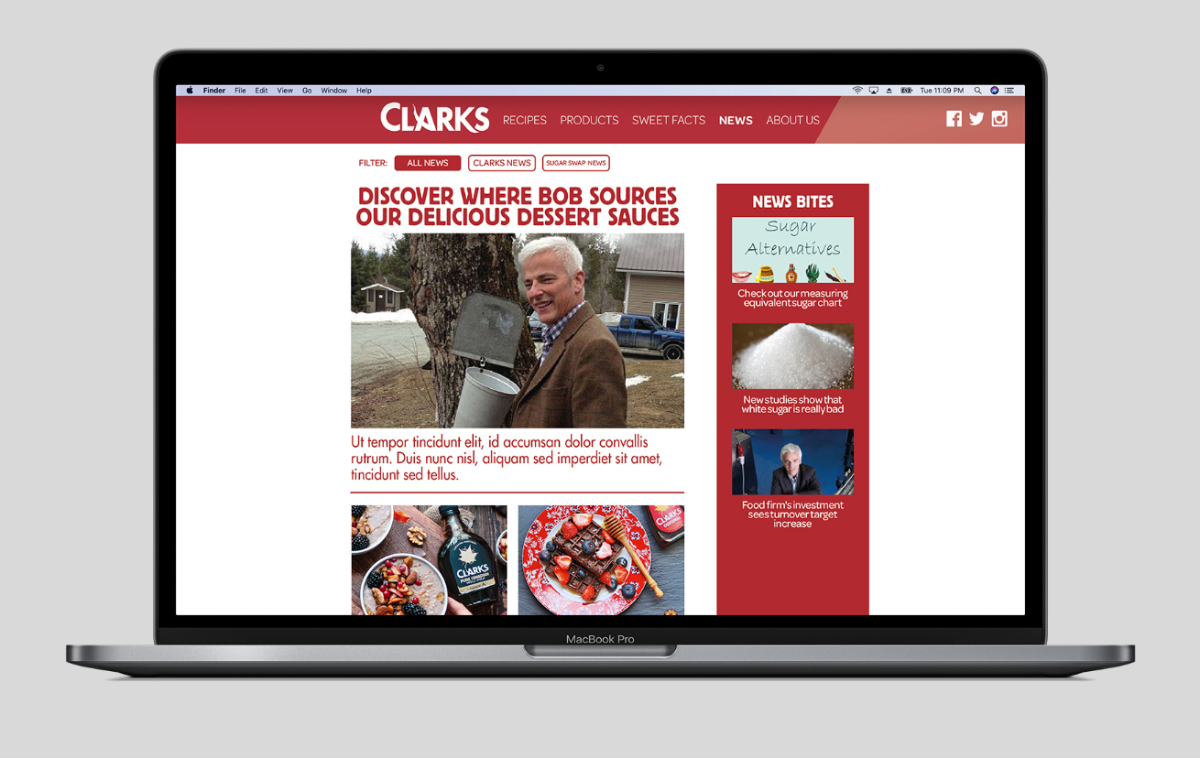 Finder File Edit View Go Window Help Tue 11:09 PM
CLARKS RECIPES PRODUCTS SWEET FACTS NEWS ABOUT US
FILTER: ALL NEWS CLARKS NEWS SUGAR SWAP NEWS
DISCOVER WHERE BOB SOURCES
OUR DELICIOUS DESSERT SAUCES
Ut tempor tincidunt elit, id accumsan dolor convallis
rutrum. Duis nunc nisl, aliquam sed imperdiet sit amet,
tincidunt sed tellus.
CLARKS
CLARKS
NEWS BITES
Sugar
Alternatives
Check out our measuring
equivalent sugar chart
New studies show that
white sugar is really bad
Food firm's investment
sees turnover target
increase
MacBook Pro